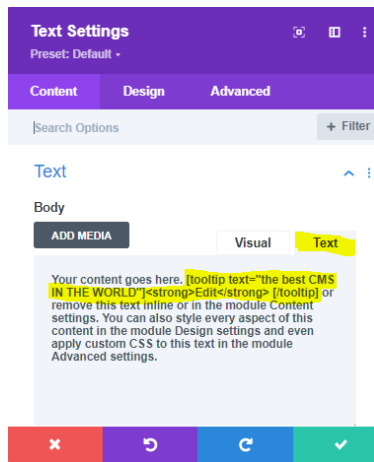 Text Settings
Preset: Default
Content Design Advanced
Search Options + Filter
Text
Body
ADD MEDIA Visual Text
Your content goes here. [tooltip text="the best CMS
IN THE WORLD"]<strong>Edit</strong> [/tooltip] or
remove this text inline or in the module Content
settings. You can also style every aspect of this
content in the module Design settings and even
apply custom CSS to this text in the module
Advanced settings.